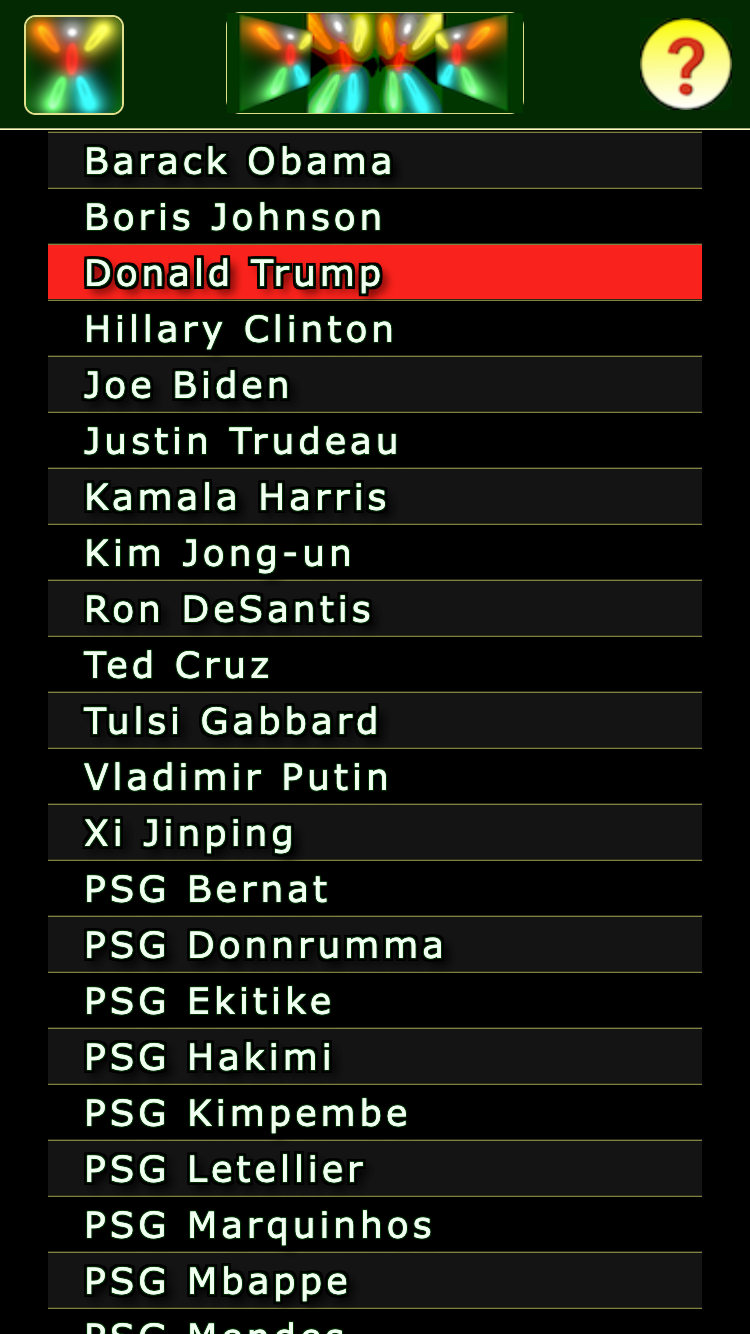 Barack Obama
Boris Johnson
Donald Trump
Hillary Clinton
Joe Biden
Justin Trudeau
Kamala Harris
Kim Jong-un
Ron DeSantis
Ted Cruz
Tulsi Gabbard
Vladimir Putin
Xi Jinping
PSG Bernat
PSG Donnrumma
PSG Ekitike
PSG Hakimi
PSG Kimpembe
PSG Letellier
PSG Marquinhos
PSG Mbappe
PSG Mendes